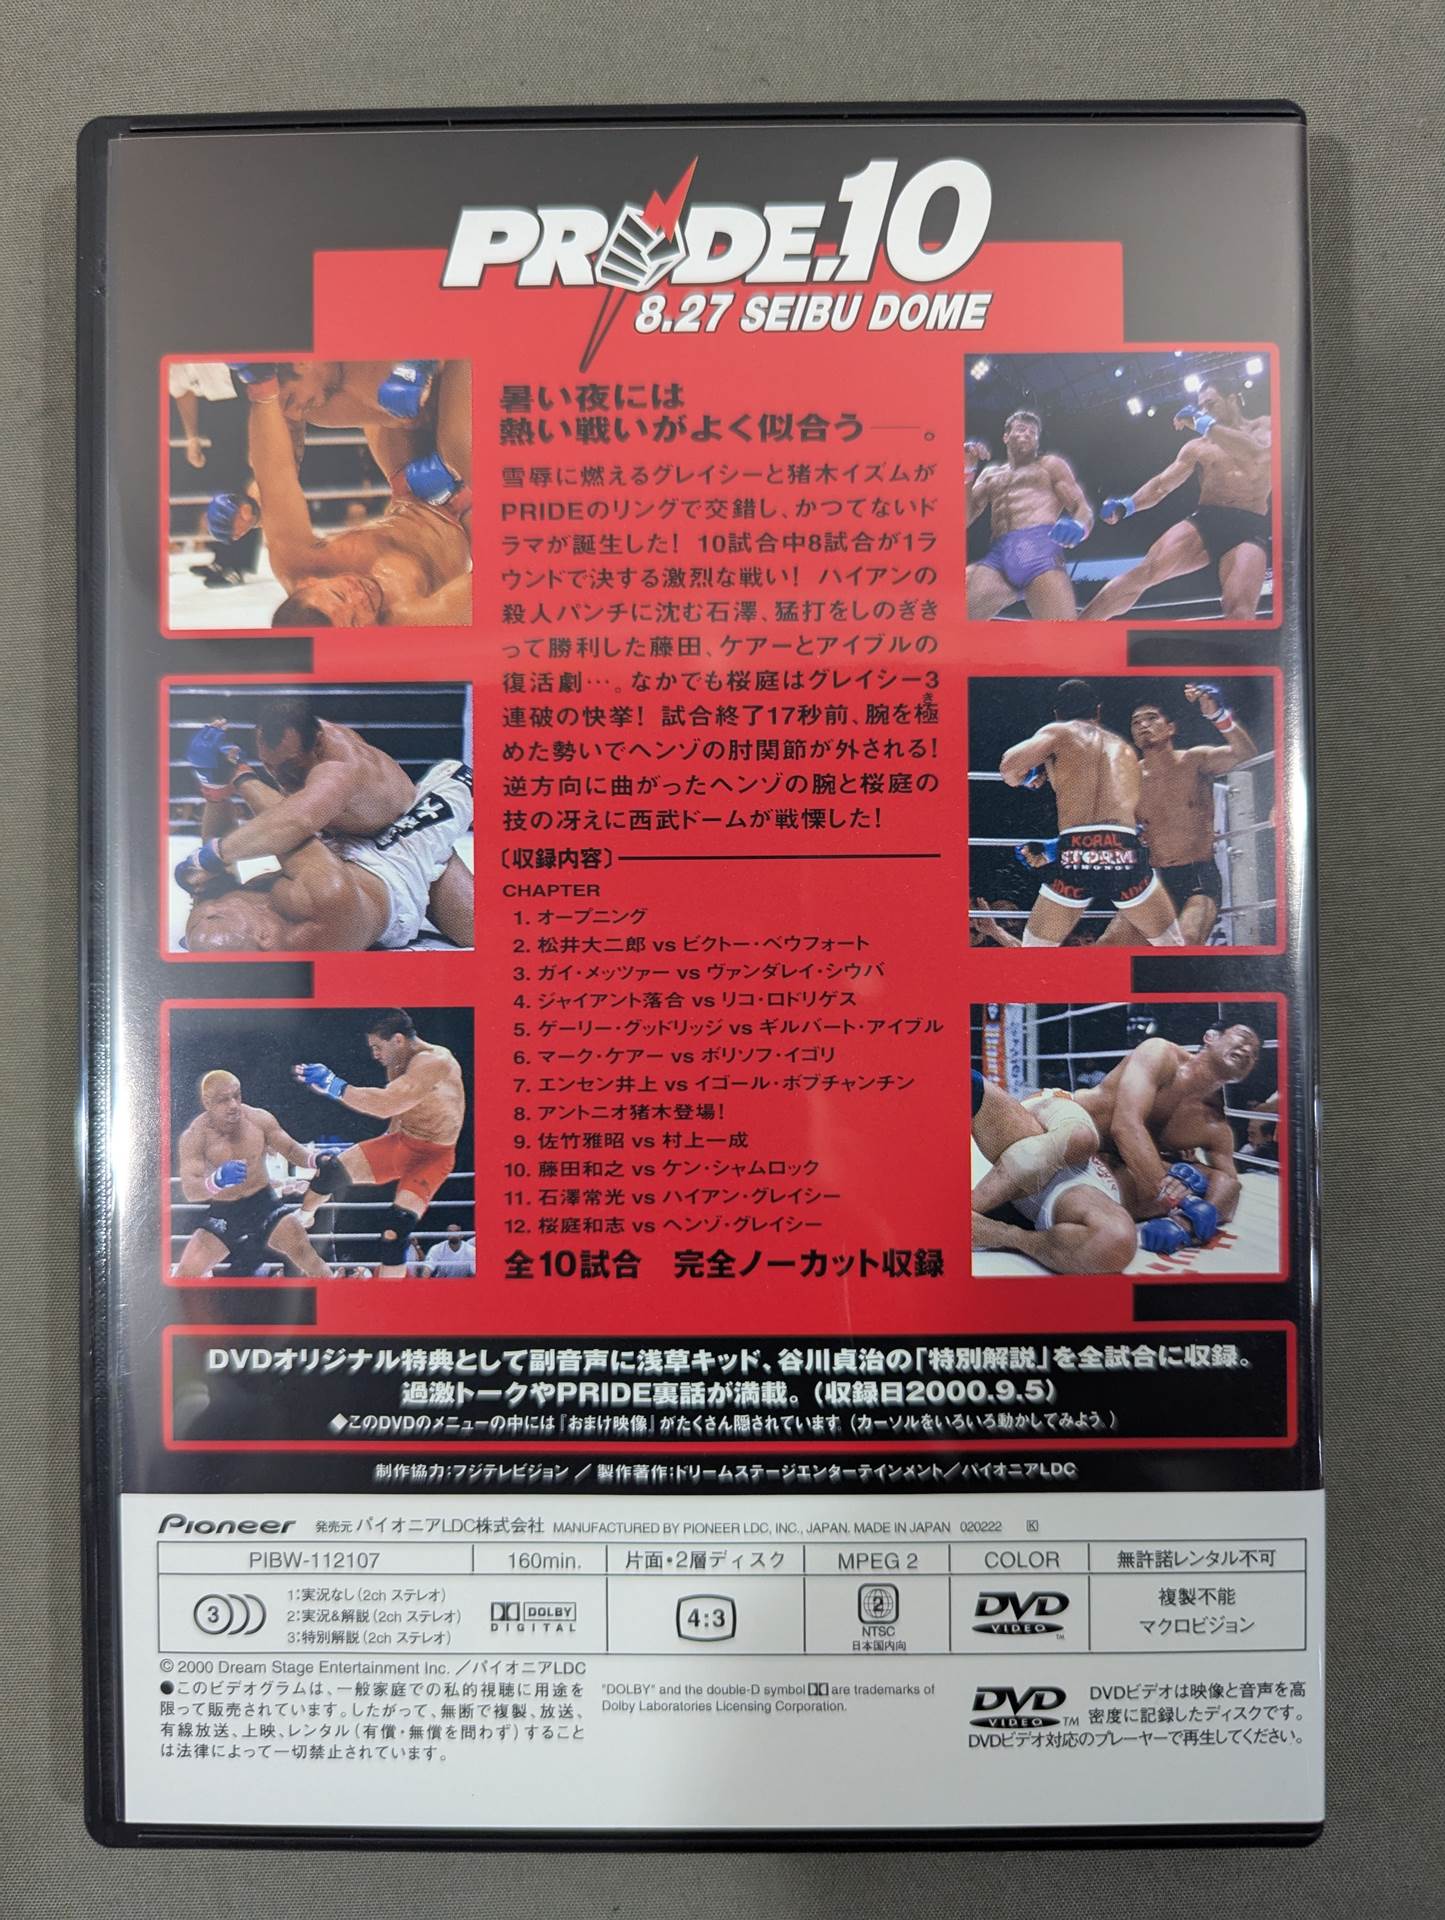 PRIDE.10
8.27 SEIBU DOME
暑い夜には
熱い戦いがよく似合う──。
雪辱に燃えるグレイシーと猪木イズムが
PRIDEのリングで交錯し、かつてないド
ラマが誕生した! 10試合中8試合が1ラ
ウンドで決する激烈な戦い! ハイアンの
殺人パンチに沈む石澤、猛打をしのぎき
って勝利した藤田、ケアーとアイブルの
復活劇…。なかでも桜庭はグレイシー3
連破の快挙! 試合終了17秒前、腕を極き
めた勢いでヘンゾの肘関節が外される!
逆方向に曲がったヘンゾの腕と桜庭の
技の冴えに西武ドームが戦慄した!
〔収録内容〕
CHAPTER
1. オープニング
2. 松井大二郎 vs ビクトー・ベウフォート
3. ガイ・メッツァー vs ヴァンダレイ・シウバ
4. ジャイアント落合 vs リコ・ロドリゲス
5. ゲーリー・グッドリッジ vs ギルバート・アイブル
6. マーク・ケアー vs ボリソフ・イゴリ
7. エンセン井上 vs イゴール・ボブチャンチン
8. アントニオ猪木登場!
9. 佐竹雅昭 vs 村上一成
10. 藤田和之 vs ケン・シャムロック
11. 石澤常光 vs ハイアン・グレイシー
12. 桜庭和志 vs ヘンゾ・グレイシー
全10試合 完全ノーカット収録
KORAL
STORM
ADCC ADCC
DVDオリジナル特典として副音声に浅草キッド、谷川貞治の「特別解説」を全試合に収録。
過激トークやPRIDE裏話が満載。(収録日2000.9.5)
◆このDVDのメニューの中には『おまけ映像』がたくさん隠されています (カーソルをいろいろ動かしてみよう。)
制作協力:フジテレビジョン / 製作著作:ドリームステージエンターテインメント/パイオニアLDC
Pioneer 発売元 パイオニアLDC株式会社 MANUFACTURED BY PIONEER LDC, INC., JAPAN. MADE IN JAPAN 020222 K
PIBW-112107 160min. 片面・2層ディスク MPEG 2 COLOR 無許諾レンタル不可
3 1:実況なし(2ch ステレオ)
2:実況&解説(2ch ステレオ)
3:特別解説(2ch ステレオ)
DOLBY DIGITAL
4:3
2
NTSC
日本国内向
DVD VIDEO TM
複製不能
マクロビジョン
© 2000 Dream Stage Entertainment Inc. /パイオニアLDC
●このビデオグラムは、一般家庭での私的視聴に用途を
限って販売されています。したがって、無断で複製、放送、
有線放送、上映、レンタル(有償・無償を問わず)すること
は法律によって一切禁止されています。
"DOLBY" and the double-D symbol are trademarks of
Dolby Laboratories Licensing Corporation.
DVD VIDEO TM
DVDビデオは映像と音声を高
密度に記録したディスクです。
DVDビデオ対応のプレーヤーで再生してください。